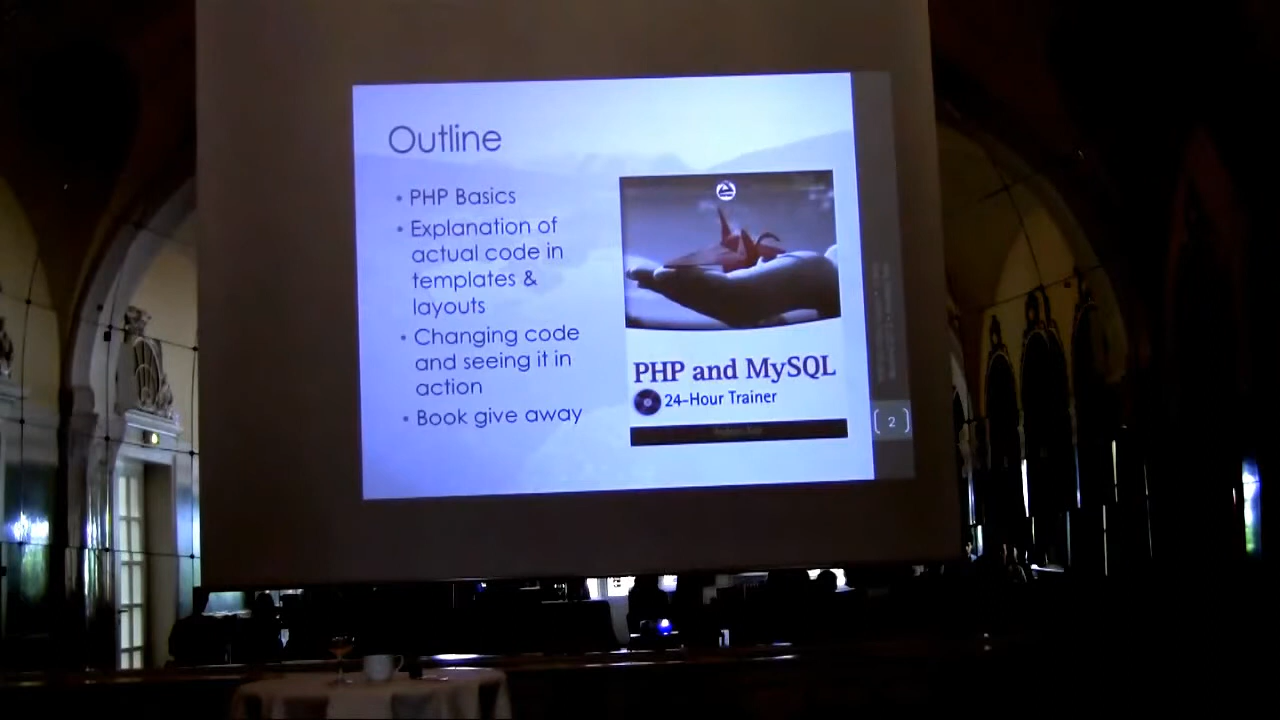 Outline
• PHP Basics
• Explanation of
actual code in
templates &
layouts
• Changing code
and seeing it in
action
• Book give away
PHP and MySQL
24-Hour Trainer
2